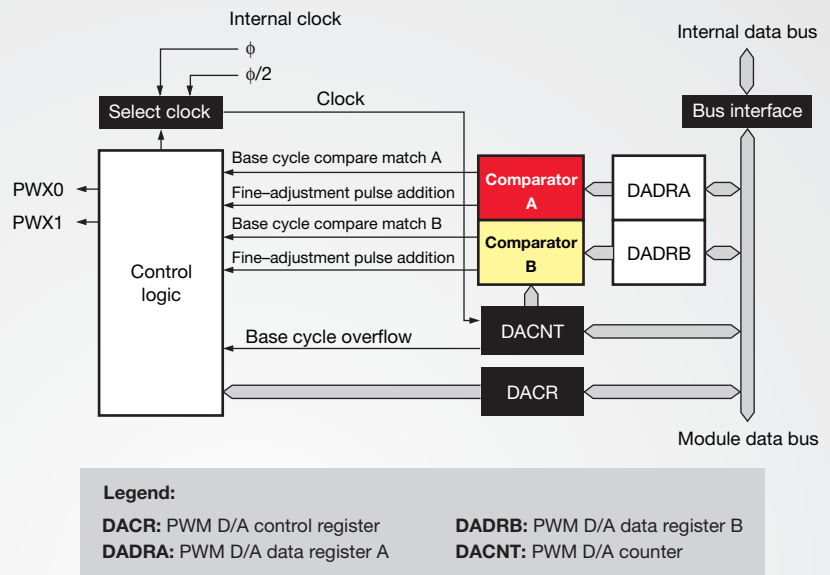 Internal clock
ϕ
ϕ/2
Select clock
Clock
Internal data bus
Bus interface
PWX0
PWX1
Control
logic
Base cycle compare match A
Fine–adjustment pulse addition
Base cycle compare match B
Fine–adjustment pulse addition
Base cycle overflow
Comparator
A
Comparator
B
DADRA
DADRB
DACNT
DACR
Module data bus
Legend:
DACR: PWM D/A control register
DADRA: PWM D/A data register A
DADRB: PWM D/A data register B
DACNT: PWM D/A counter